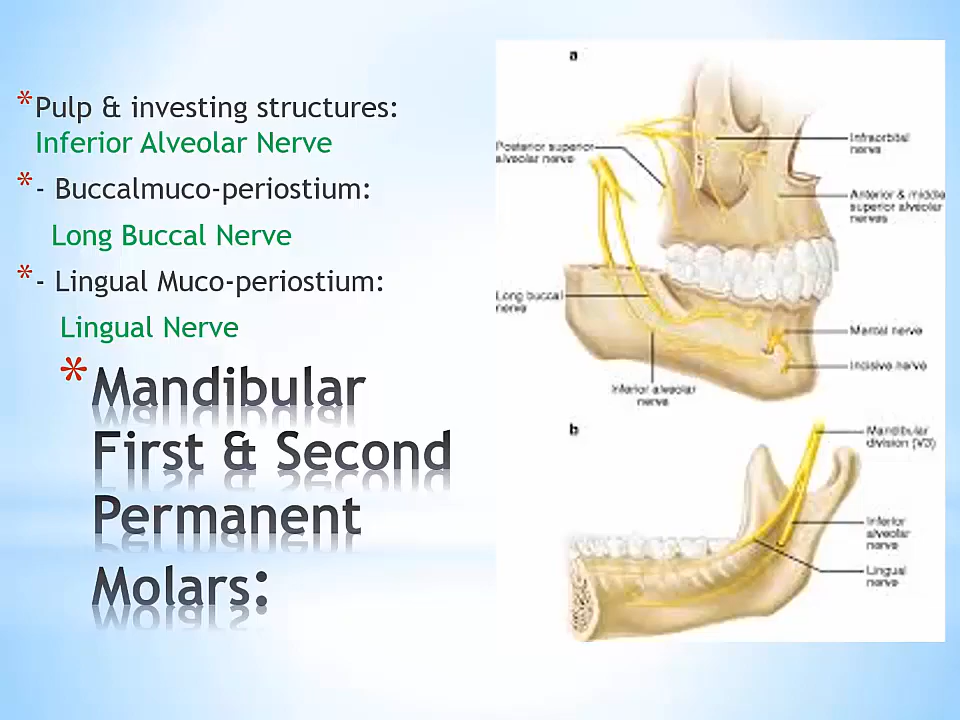 * Pulp & investing structures:
Inferior Alveolar Nerve
* - Buccalmuco-periostium:
Long Buccal Nerve
* - Lingual Muco-periostium:
Lingual Nerve
* Mandibular
First & Second
Permanent
Molars:
a
Posterior superior
alveolar nerve
Infraorbital
nerve
Anterior & middle
superior alveolar
nerves
Long buccal
nerve
Mental nerve
Incisive nerve
Inferior alveolar
nerve
b
Mandibular
division (V3)
Inferior
alveolar
nerve
Lingual
nerve